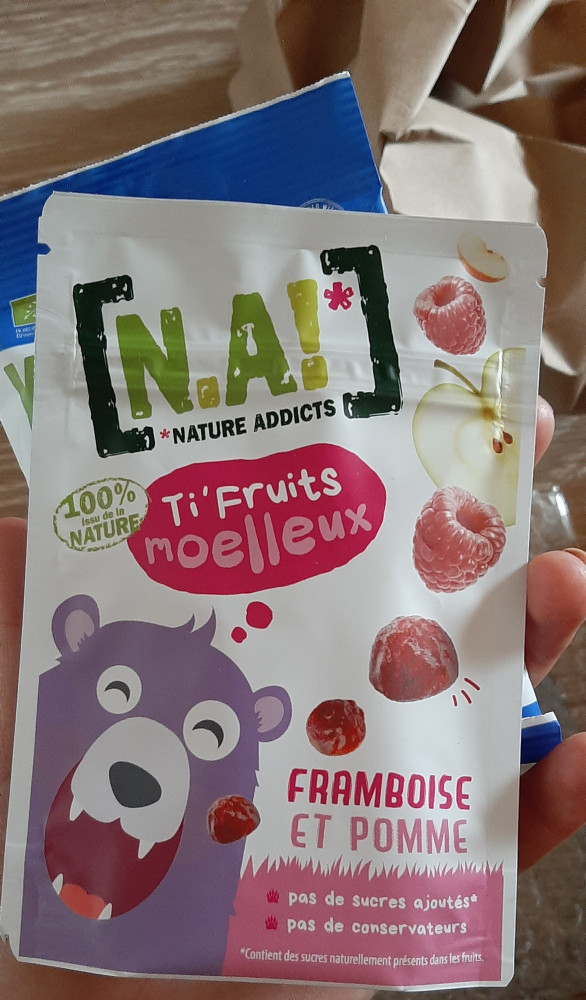 [N.A!*]
*NATURE ADDICTS
100%
issu de la
NATURE
Ti'Fruits
moelleux
FRAMBOISE
ET POMME
pas de sucres ajoutés*
pas de conservateurs
*Contient des sucres naturellement présents dans les fruits.